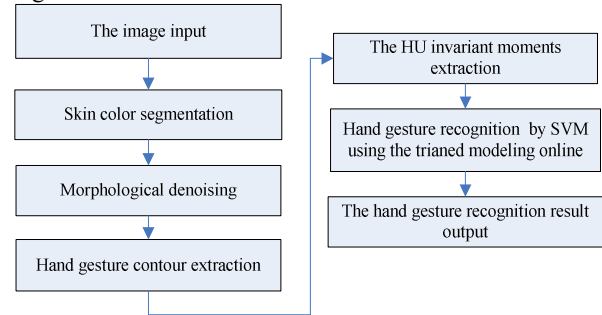 The image input
Skin color segmentation
Morphological denoising
Hand gesture contour extraction
The HU invariant moments
extraction
Hand gesture recognition by SVM
using the trianed modeling online
The hand gesture recognition result
output